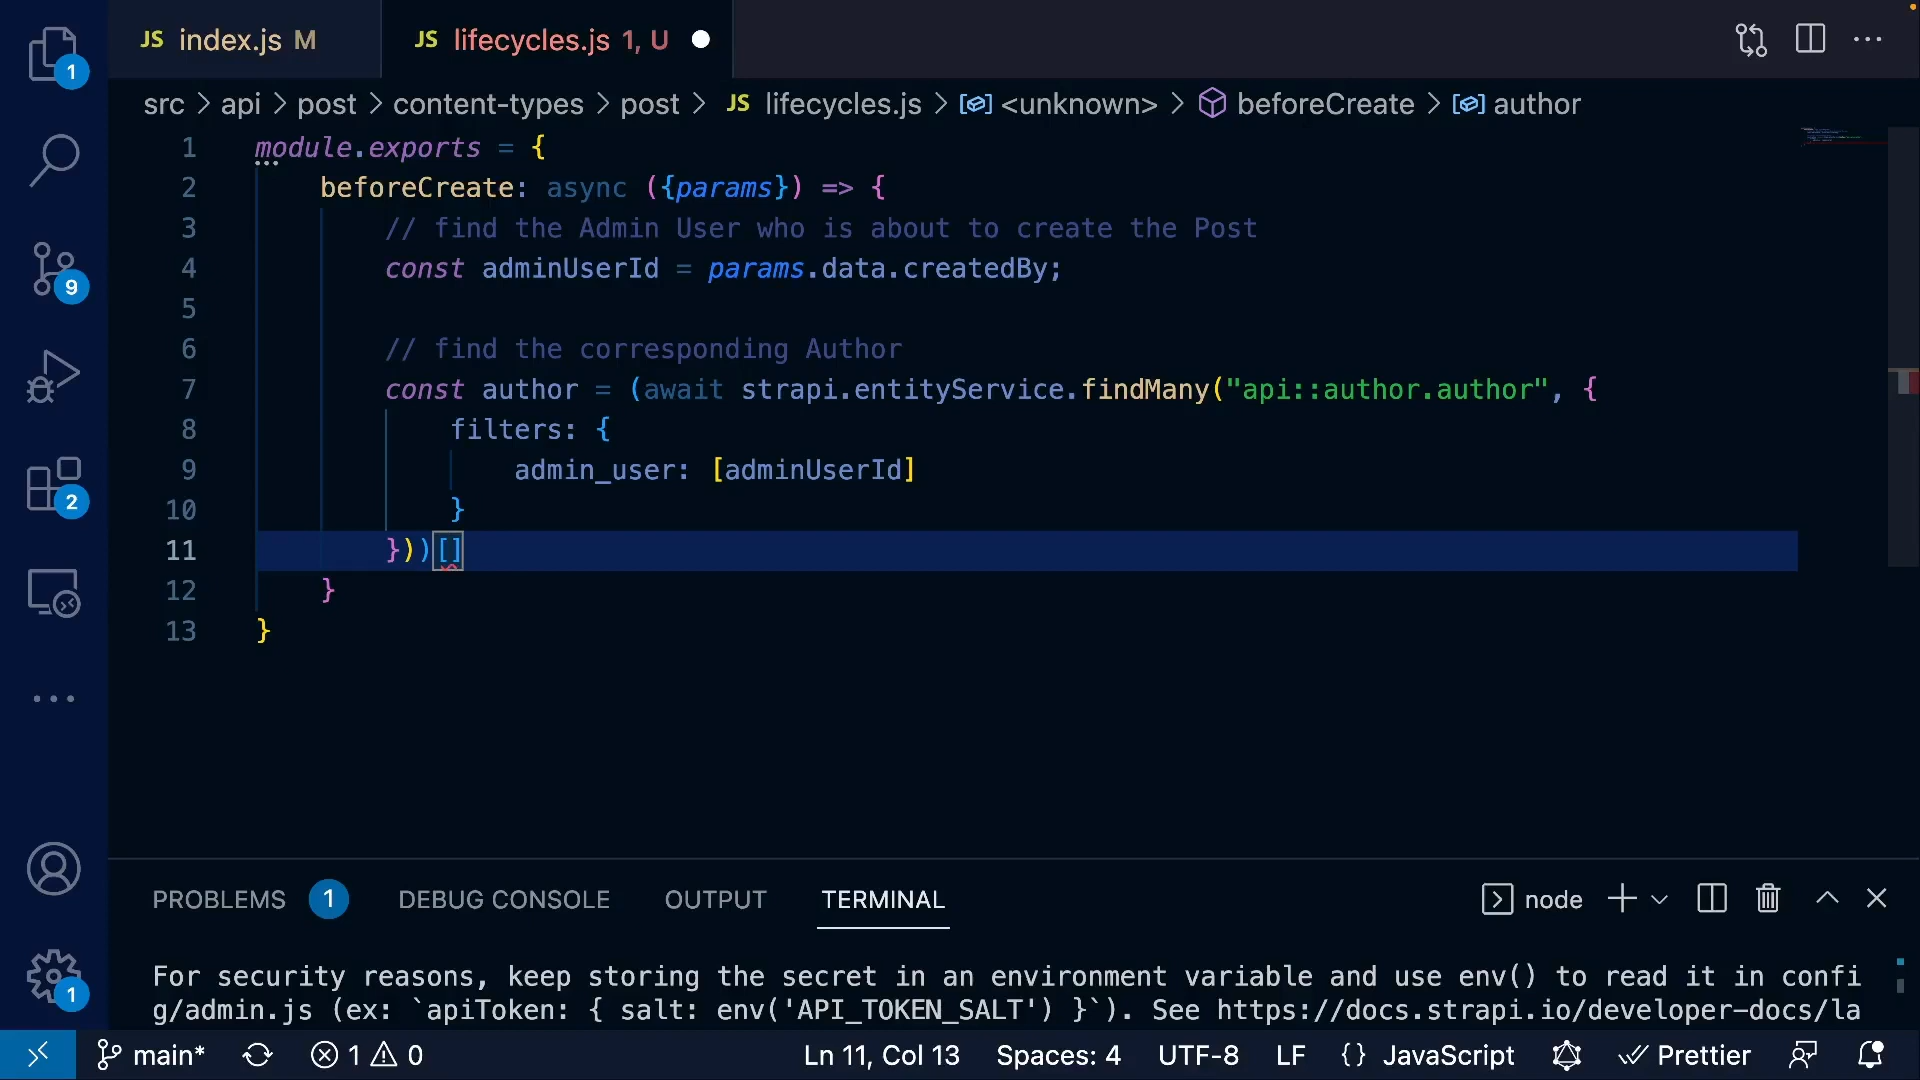 JS index.js M
JS lifecycles.js 1, U
src > api > post > content-types > post > JS lifecycles.js > <unknown> > beforeCreate > author
1 module.exports = {
2 beforeCreate: async ({params}) => {
3 // find the Admin User who is about to create the Post
4 const adminUserId = params.data.createdBy;
5
6 // find the corresponding Author
7 const author = (await strapi.entityService.findMany("api::author.author", {
8 filters: {
9 admin_user: [adminUserId]
10 }
11 }))[]
12 }
13 }
1
9
2
1
PROBLEMS 1 DEBUG CONSOLE OUTPUT TERMINAL node
For security reasons, keep storing the secret in an environment variable and use env() to read it in confi
g/admin.js (ex: `apiToken: { salt: env('API_TOKEN_SALT') }`). See https://docs.strapi.io/developer-docs/la
main* 1 0 Ln 11, Col 13 Spaces: 4 UTF-8 LF {} JavaScript Prettier